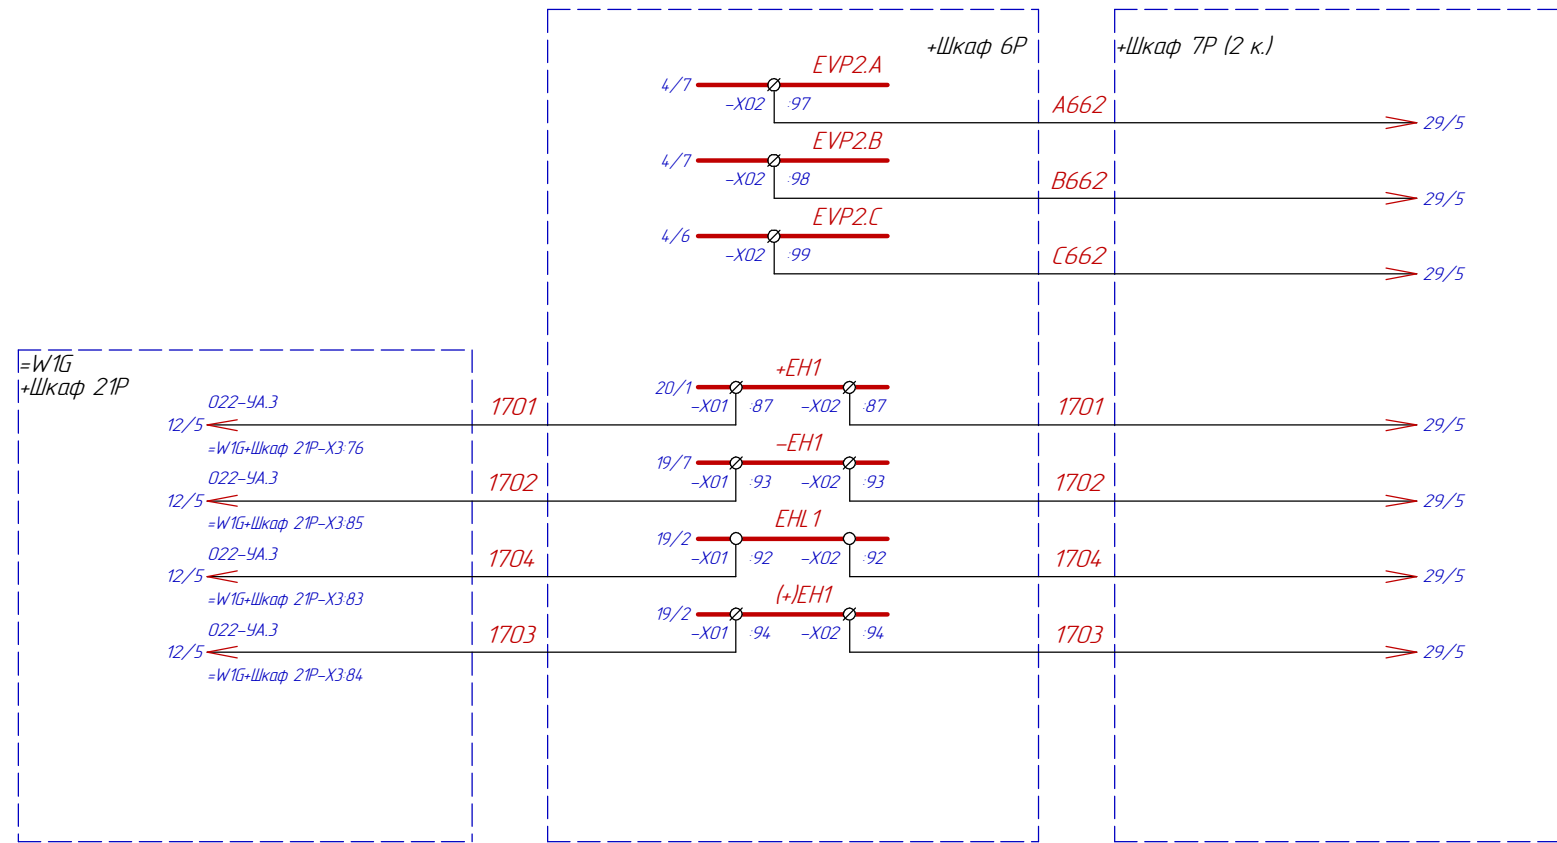 +Шкаф 6Р
+Шкаф 7Р (2 к.)
EVP2.A
4/7
-X02 :97
A662
29/5
EVP2.B
4/7
-X02 :98
B662
29/5
EVP2.C
4/6
-X02 :99
C662
29/5
=W1G
+Шкаф 21Р
+EH1
20/1
-X01 :87 -X02 :87
022-УА.3
12/5
1701
1701
29/5
=W1G+Шкаф 21Р-X3:76
-EH1
19/7
-X01 :93 -X02 :93
022-ЧА.3
12/5
1702
1702
29/5
=W1G+Шкаф 21Р-X3:85
EHL1
19/2
-X01 :92 -X02 :92
022-ЧА.3
12/5
1704
1704
29/5
=W1G+Шкаф 21Р-X3:83
(+)EH1
19/2
-X01 :94 -X02 :94
022-ЧА.3
12/5
1703
1703
29/5
=W1G+Шкаф 21Р-X3:84